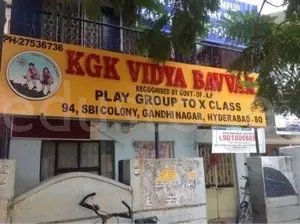 PH-27536736
KGK VIDYA BAVVAN
RECOGNISED BY GOVT. OF A.P
PLAY GROUP TO X CLASS
94, SBI COLONY, GANDHI NAGAR, HYDERABAD-80